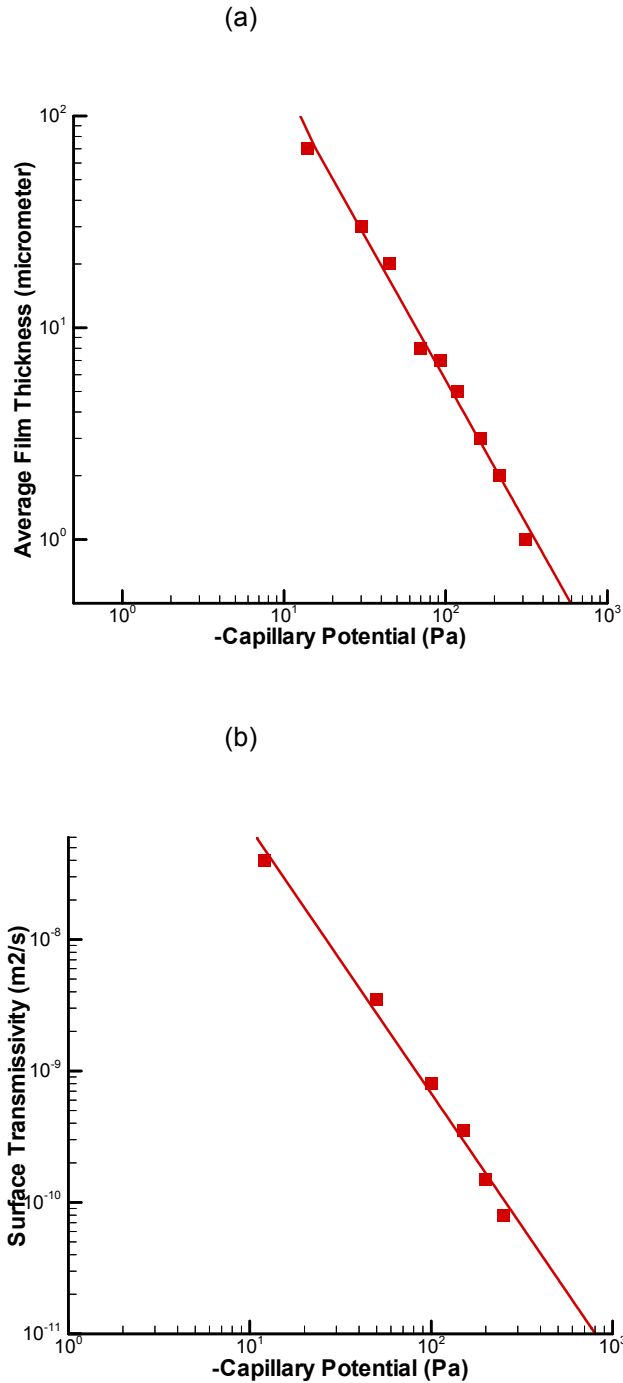 (a)
10²
10¹
10⁰
Average Film Thickness (micrometer)
10⁰ 10¹ 10² 10³
-Capillary Potential (Pa)
(b)
10⁻⁸
10⁻⁹
10⁻¹⁰
10⁻¹¹
Surface Transmissivity (m2/s)
10⁰ 10¹ 10² 10³
-Capillary Potential (Pa)